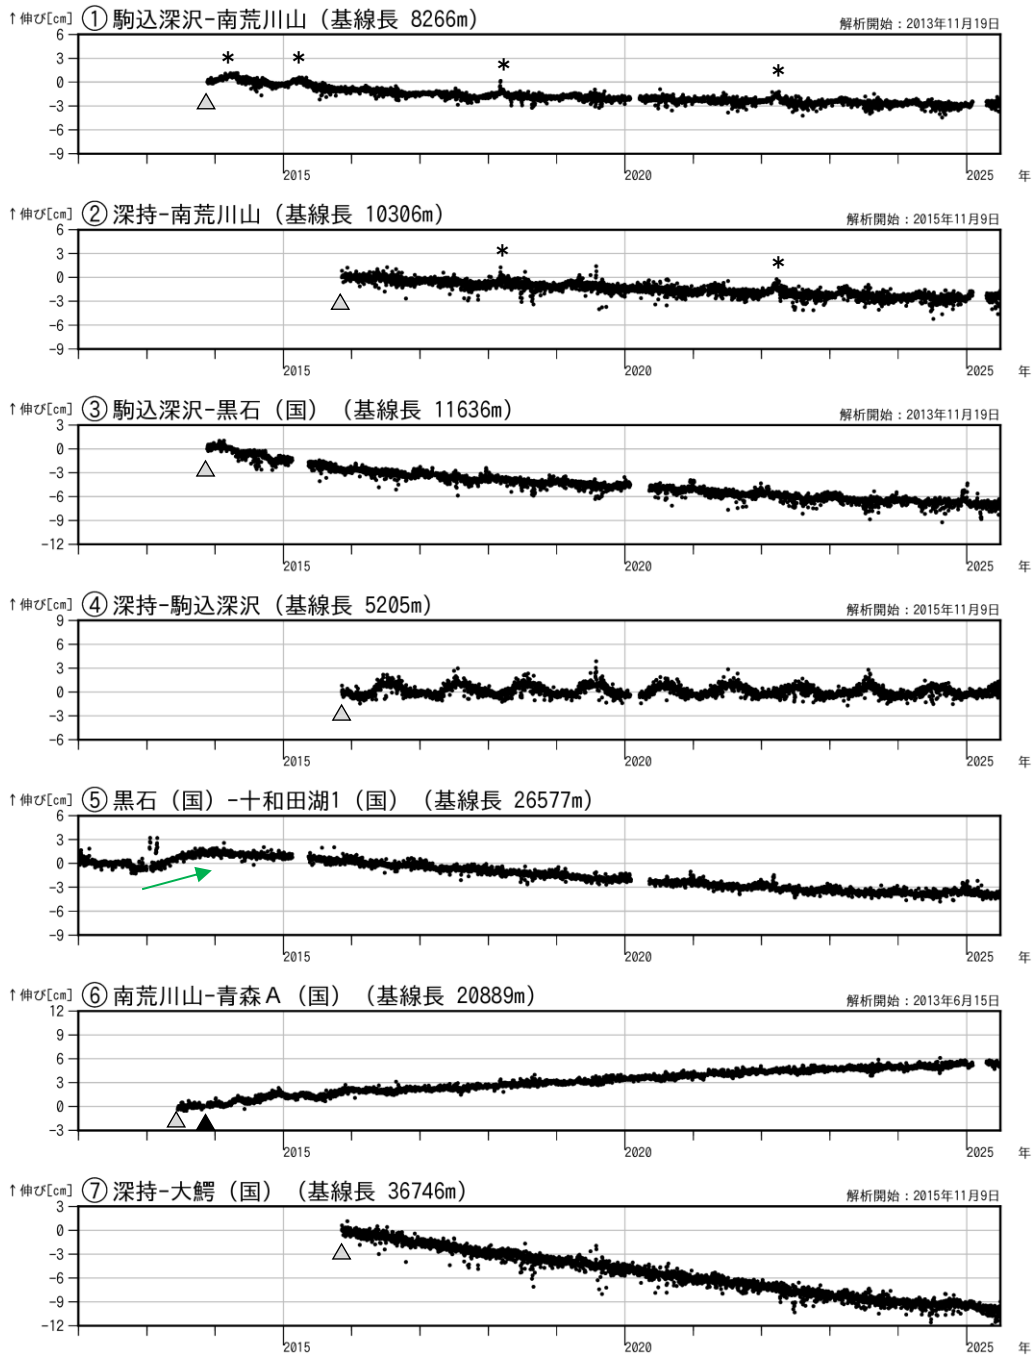 ↑伸び[cm] ①駒込深沢−南荒川山（基線長 8266m） 解析開始：2013年11月19日
6
3
0
-3
-6
-9
* * * *
2015 2020 2025 年
↑伸び[cm] ②深持−南荒川山（基線長 10306m） 解析開始：2015年11月9日
6
3
0
-3
-6
-9
* *
2015 2020 2025 年
↑伸び[cm] ③駒込深沢−黒石（国）（基線長 11636m） 解析開始：2013年11月19日
3
0
-3
-6
-9
-12
2015 2020 2025 年
↑伸び[cm] ④深持−駒込深沢（基線長 5205m） 解析開始：2015年11月9日
9
6
3
0
-3
-6
2015 2020 2025 年
↑伸び[cm] ⑤黒石（国）−十和田湖1（国）（基線長 26577m）
6
3
0
-3
-6
-9
2015 2020 2025 年
↑伸び[cm] ⑥南荒川山−青森Ａ（国）（基線長 20889m） 解析開始：2013年6月15日
12
9
6
3
0
-3
2015 2020 2025 年
↑伸び[cm] ⑦深持−大鰐（国）（基線長 36746m） 解析開始：2015年11月9日
3
0
-3
-6
-9
-12
2015 2020 2025 年